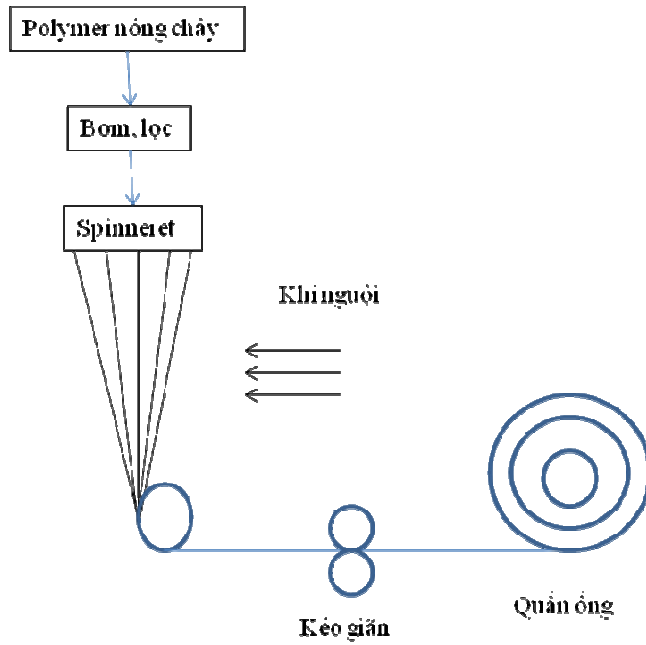 Polymer nóng chảy
Bơm, lọc
Spinneret
Khí nguội
Kéo giãn
Quấn ống